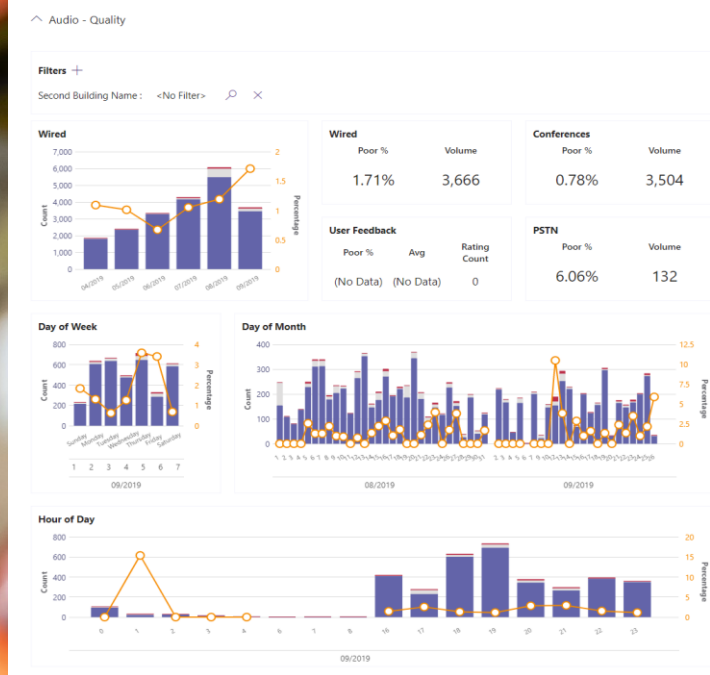 Audio - Quality
Filters +
Second Building Name : <No Filter>
Wired
7,000
6,000
5,000
4,000
3,000
2,000
1,000
0
Count
2
1.5
1
0.5
0
Percentage
04/2019 05/2019 06/2019 07/2019 08/2019 09/2019
Wired
Poor % Volume
1.71% 3,666
Conferences
Poor % Volume
0.78% 3,504
User Feedback
Poor % Avg Rating Count
(No Data) (No Data) 0
PSTN
Poor % Volume
6.06% 132
Day of Week
800
600
400
200
0
Count
4
3
2
1
0
Percentage
Sunday Monday Tuesday Wednesday Thursday Friday Saturday
1 2 3 4 5 6 7
09/2019
Day of Month
400
300
200
100
0
Count
12.5
10
7.5
5
2.5
0
Percentage
08/2019 09/2019
Hour of Day
800
600
400
200
0
Count
20
15
10
5
0
Percentage
0 1 2 3 4 6 7 8 16 17 18 19 20 21 22 23
09/2019